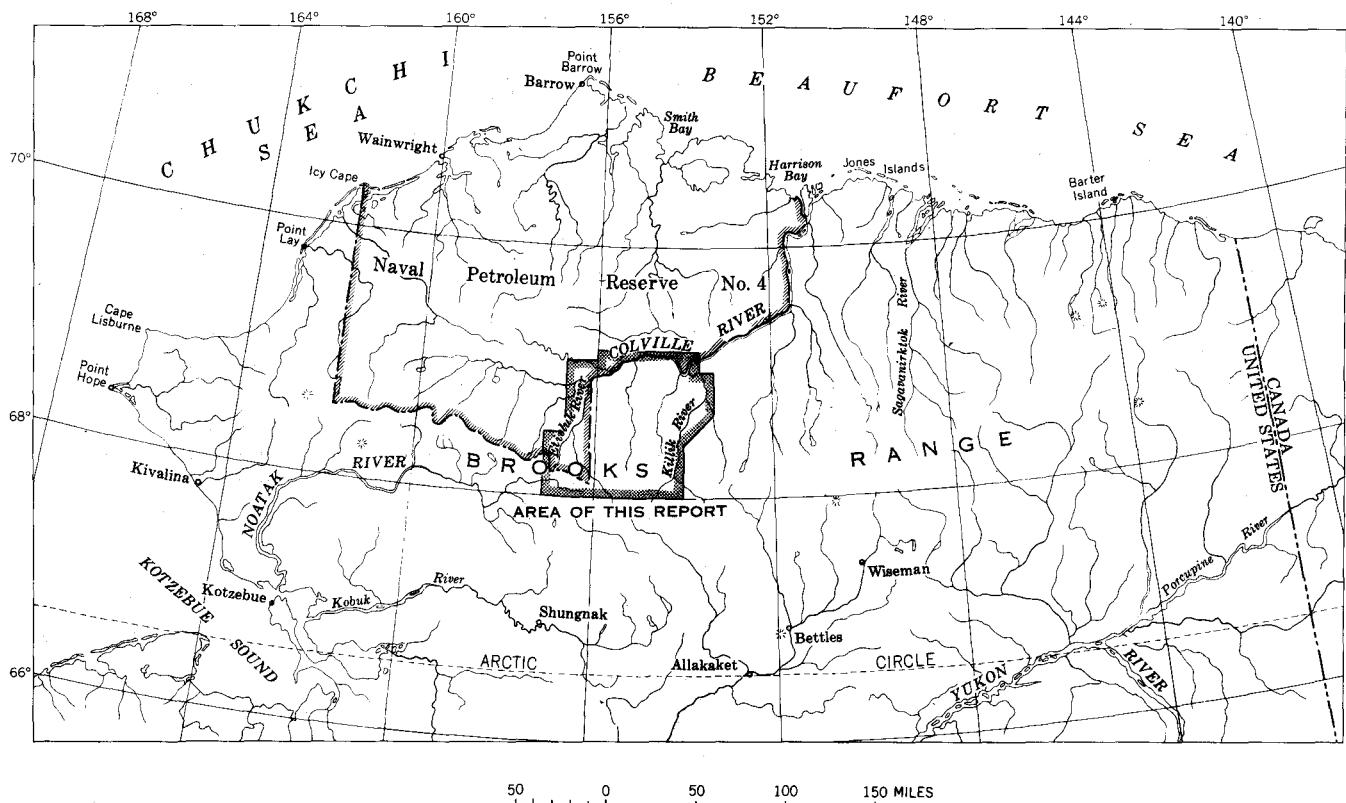 168° 164° 160° 156° 152° 148° 144° 140°
Point
Barrow
Barrow
BEAUFORT SEA
CHUKCHI
SEA
Smith
Bay
Wainwright
70°
Icy Cape
Harrison
Bay
Jones Islands
Barter
Island
Point
Lay
Naval Petroleum Reserve No. 4
Cape
Lisburne
COLVILLE RIVER
Sagavanirktok River
Point
Hope
CANADA
UNITED STATES
68°
Etivluk River
Killik River
BROOKS RANGE
Kivalina
NOATAK RIVER
AREA OF THIS REPORT
Porcupine River
Wiseman
KOTZEBUE SOUND
Kotzebue
Kobuk River
Shungnak
Bettles
ARCTIC CIRCLE
Allakaket
66°
YUKON RIVER
50 0 50 100 150 MILES